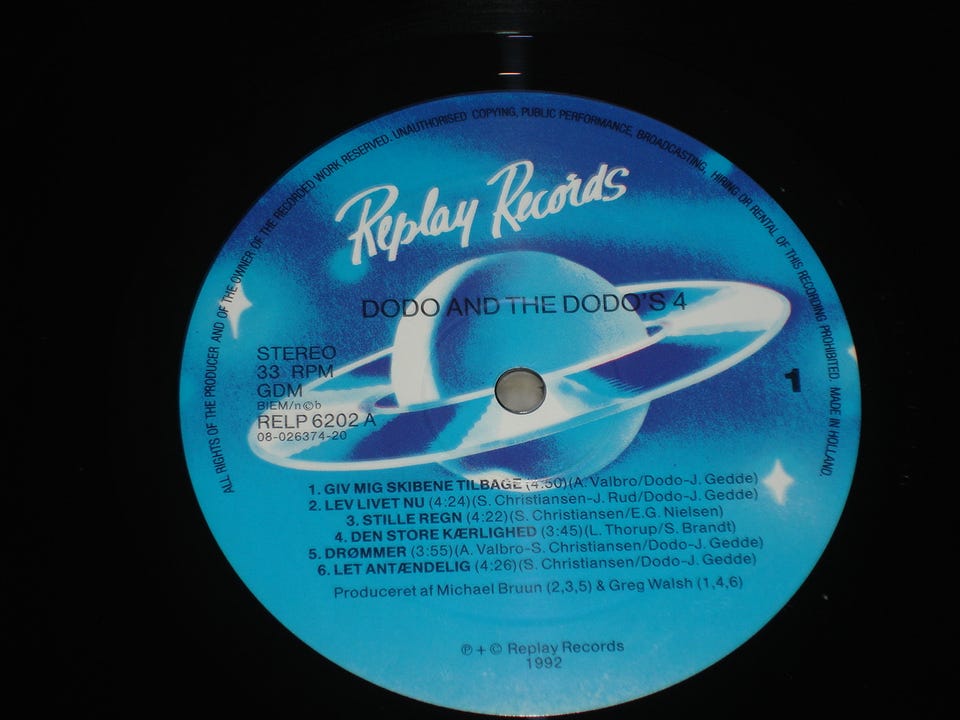 ALL RIGHTS OF THE PRODUCER AND OF THE OWNER OF THE RECORDED WORK RESERVED. UNAUTHORISED COPYING, PUBLIC PERFORMANCE, BROADCASTING, HIRING OR RENTAL OF THIS RECORDING PROHIBITED. MADE IN HOLLAND.
Replay Records
DODO AND THE DODO'S 4
STEREO
33 RPM
GDM
BIEM/n©b
RELP 6202 A
08-026374-20
1
1. GIV MIG SKIBENE TILBAGE (4:50)(A. Valbro/Dodo-J. Gedde)
2. LEV LIVET NU (4:24)(S. Christiansen-J. Rud/Dodo-J. Gedde)
3. STILLE REGN (4:22)(S. Christiansen/E.G. Nielsen)
4. DEN STORE KÆRLIGHED (3:45)(L. Thorup/S. Brandt)
5. DRØMMER (3:55)(A. Valbro-S. Christiansen/Dodo-J. Gedde)
6. LET ANTÆNDELIG (4:26)(S. Christiansen/Dodo-J. Gedde)
Produceret af Michael Bruun (2,3,5) & Greg Walsh (1,4,6)
℗ + © Replay Records
1992